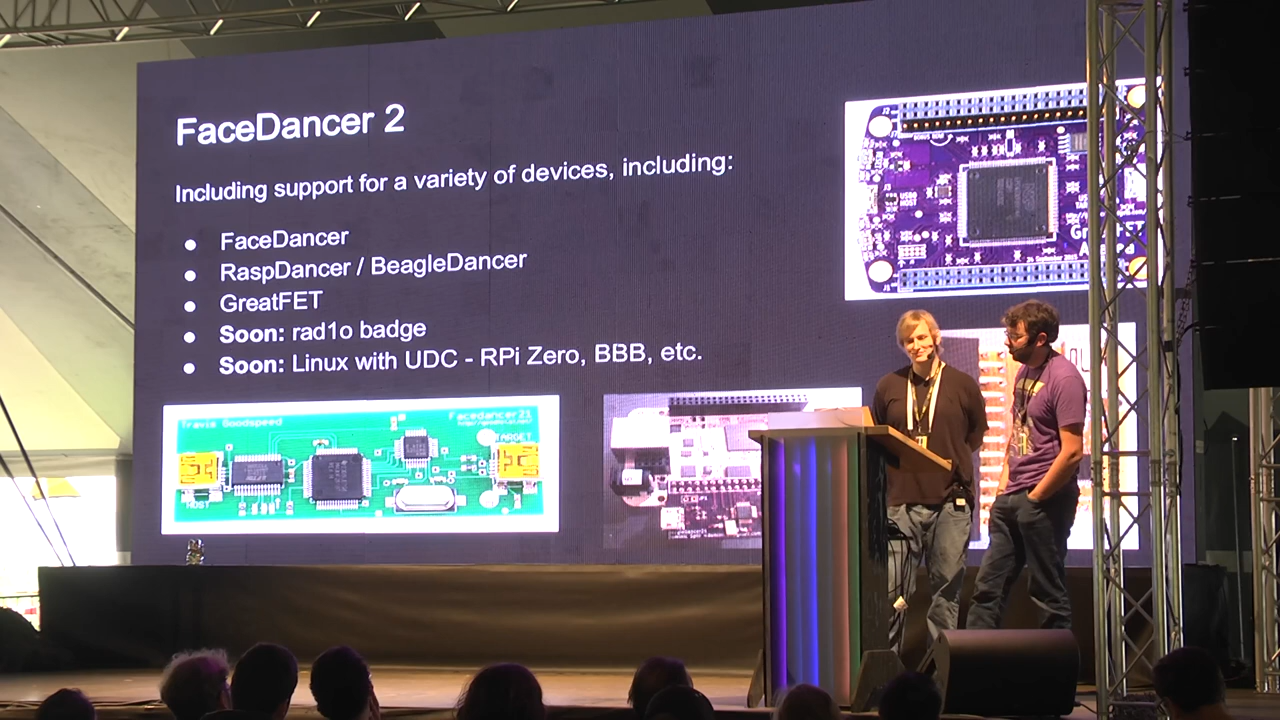 FaceDancer 2
Including support for a variety of devices, including:
● FaceDancer
● RaspDancer / BeagleDancer
● GreatFET
● Soon: rad1o badge
● Soon: Linux with UDC - RPi Zero, BBB, etc.
Travis Goodspeed
Facedancer21
TARGET
HOST